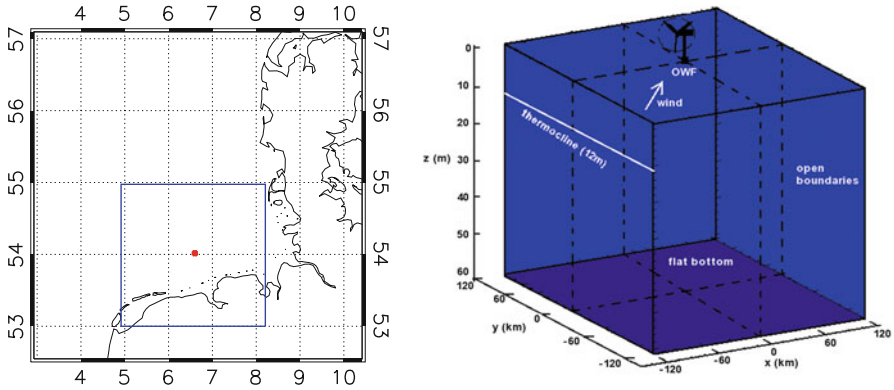 4 5 6 7 8 9 10
57 57
56 56
55 55
54 54
53 53
4 5 6 7 8 9 10
0
10
20
z (m)
30
40
50
60
120
60
y (km)
0
-60
-120
-120
-60
0
x (km)
60
120
OWF
wind
thermocline (12m)
open
boundaries
flat bottom